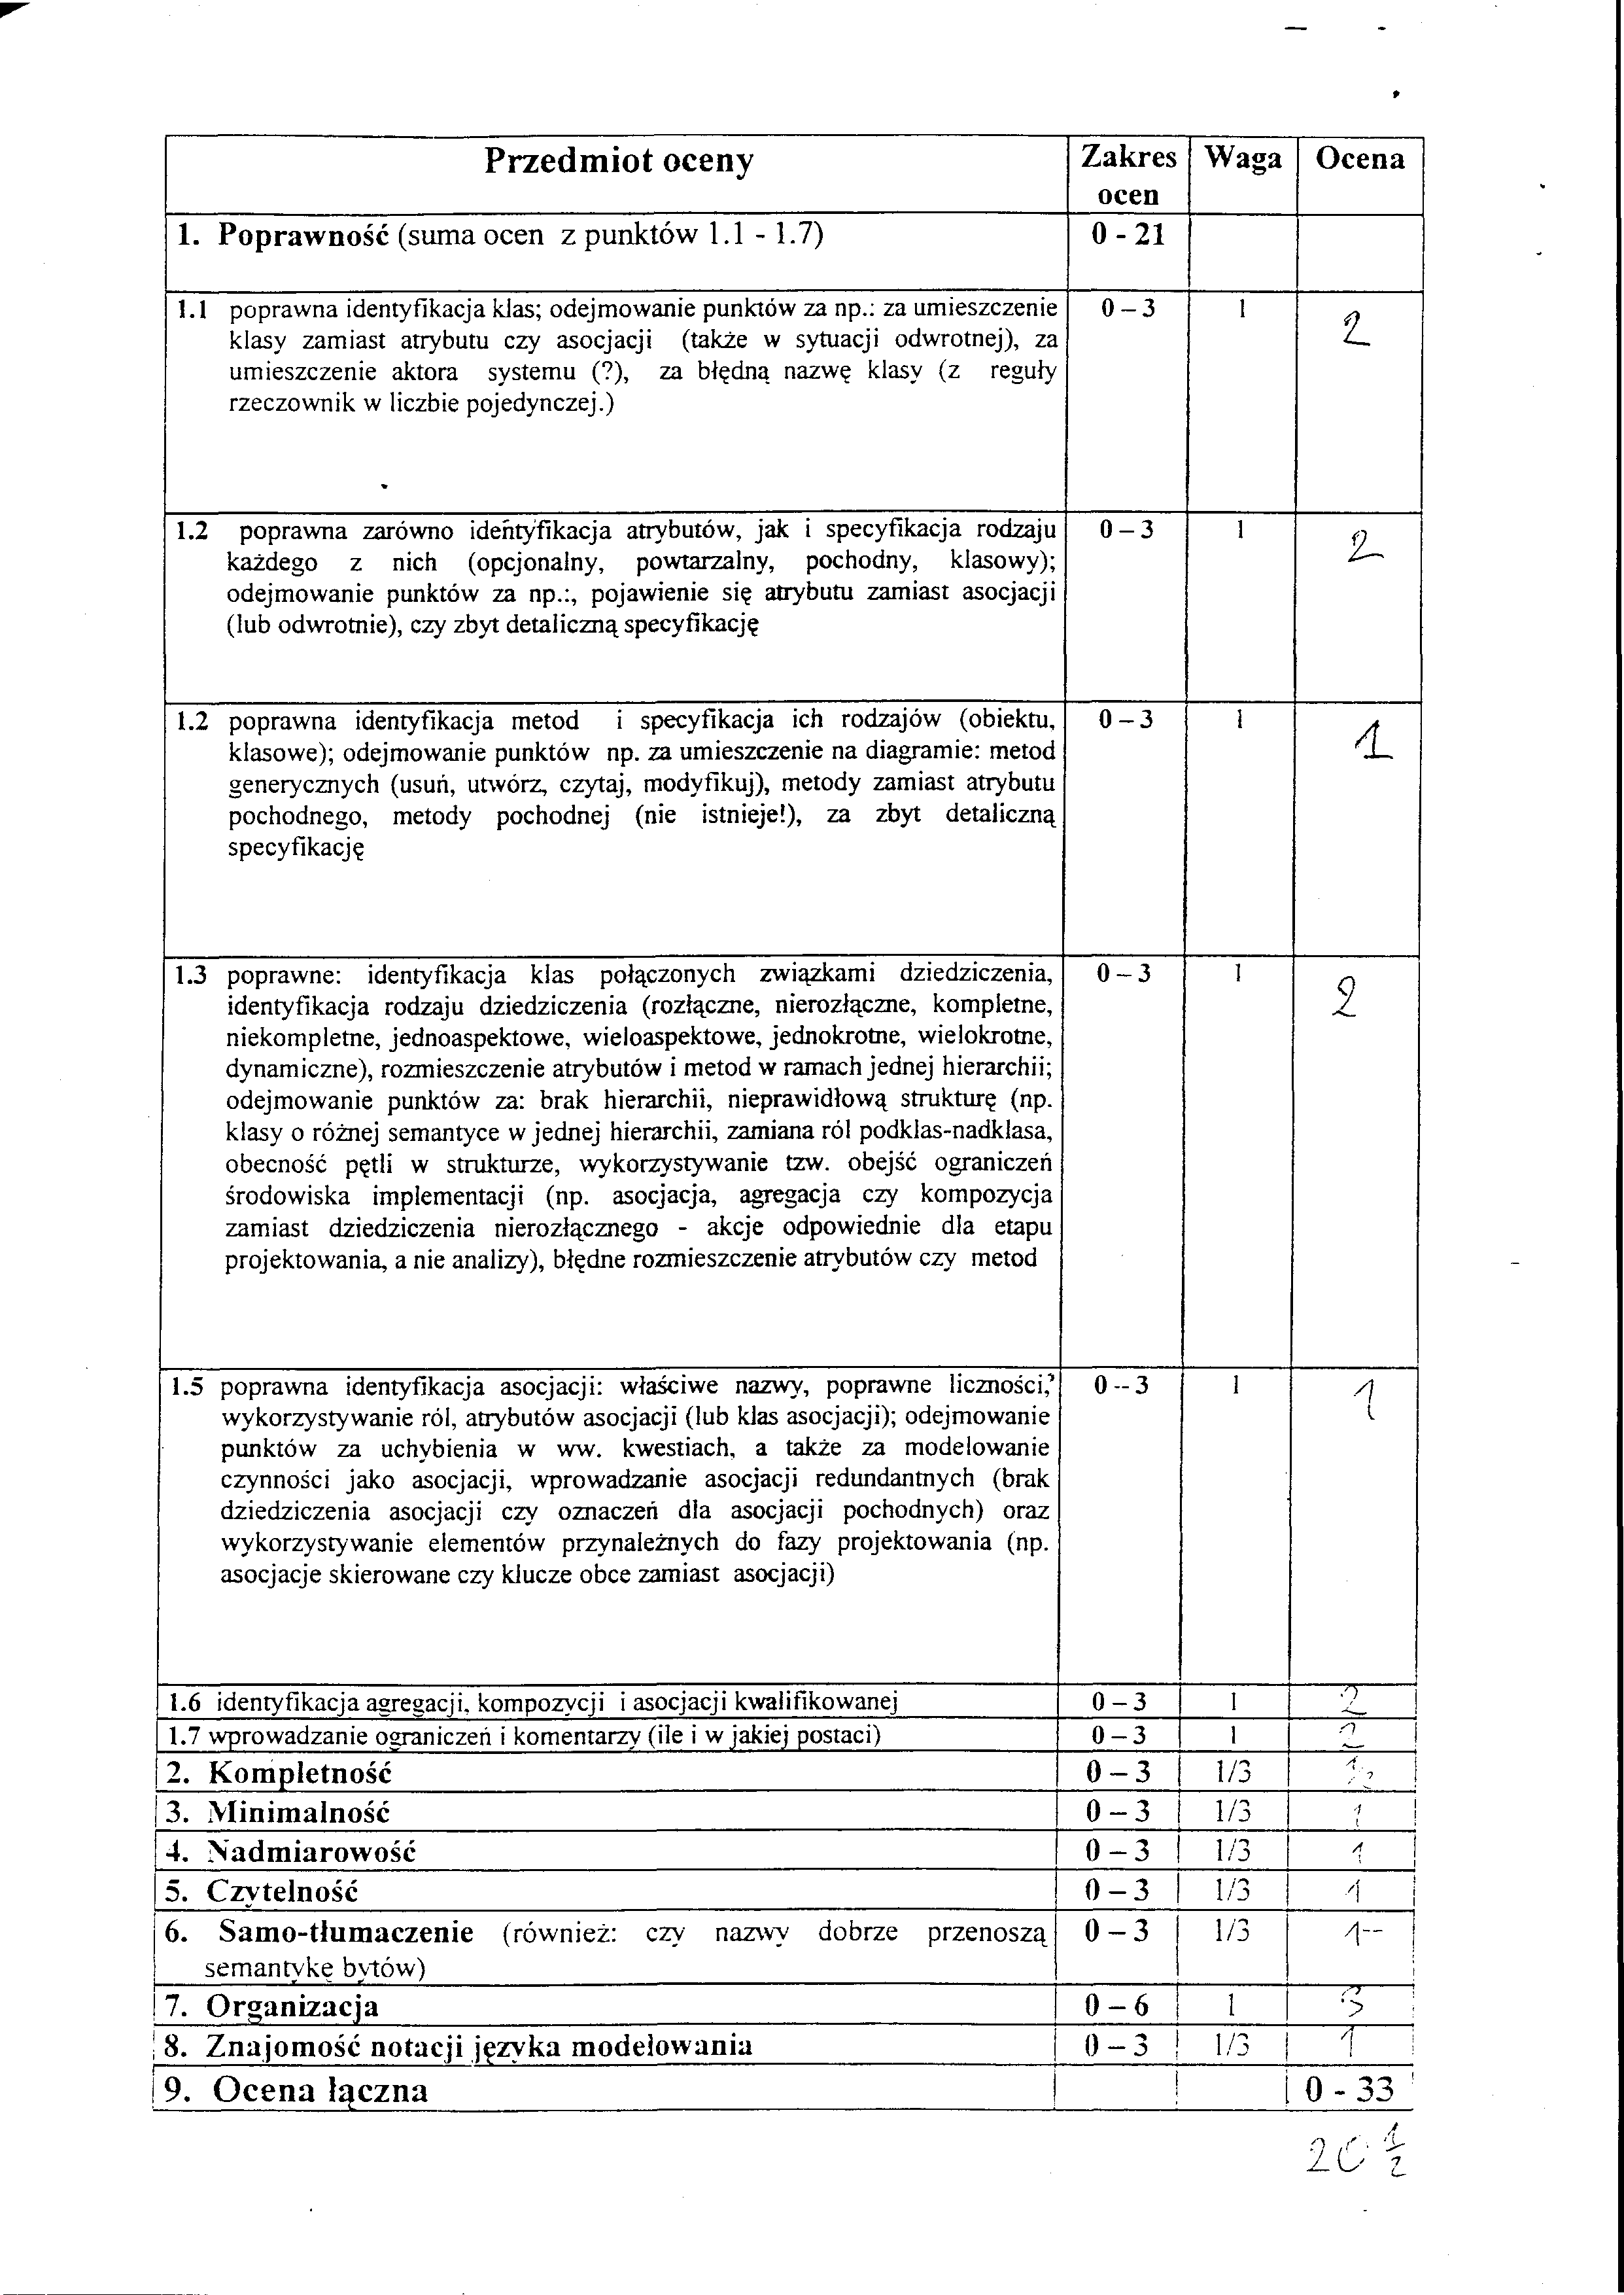 Przedmiot oceny Zakres ocen Waga Ocena
1. Poprawność (suma ocen z punktów 1.1 - 1.7) 0 - 21
1.1 poprawna identyfikacja klas; odejmowanie punktów za np.: za umieszczenie 0 – 3 1 2
klasy zamiast atrybutu czy asocjacji (także w sytuacji odwrotnej), za
umieszczenie aktora systemu (?), za błędną nazwę klasy (z reguły
rzeczownik w liczbie pojedynczej.)
1.2 poprawna zarówno identyfikacja atrybutów, jak i specyfikacja rodzaju 0 – 3 1 2
każdego z nich (opcjonalny, powtarzalny, pochodny, klasowy);
odejmowanie punktów za np.:, pojawienie się atrybutu zamiast asocjacji
(lub odwrotnie), czy zbyt detaliczną specyfikację
1.2 poprawna identyfikacja metod i specyfikacja ich rodzajów (obiektu, 0 – 3 1 1
klasowe); odejmowanie punktów np. za umieszczenie na diagramie: metod
generycznych (usuń, utwórz, czytaj, modyfikuj), metody zamiast atrybutu
pochodnego, metody pochodnej (nie istnieje!), za zbyt detaliczną
specyfikację
1.3 poprawne: identyfikacja klas połączonych związkami dziedziczenia, 0 – 3 1 2
identyfikacja rodzaju dziedziczenia (rozłączne, nierozłączne, kompletne,
niekompletne, jednoaspektowe, wieloaspektowe, jednokrotne, wielokrotne,
dynamiczne), rozmieszczenie atrybutów i metod w ramach jednej hierarchii;
odejmowanie punktów za: brak hierarchii, nieprawidłową strukturę (np.
klasy o różnej semantyce w jednej hierarchii, zamiana ról podklas-nadklasa,
obecność pętli w strukturze, wykorzystywanie tzw. obejść ograniczeń
środowiska implementacji (np. asocjacja, agregacja czy kompozycja
zamiast dziedziczenia nierozłącznego - akcje odpowiednie dla etapu
projektowania, a nie analizy), błędne rozmieszczenie atrybutów czy metod
1.5 poprawna identyfikacja asocjacji: właściwe nazwy, poprawne liczności, 0 -- 3 1 1
wykorzystywanie ról, atrybutów asocjacji (lub klas asocjacji); odejmowanie
punktów za uchybienia w ww. kwestiach, a także za modelowanie
czynności jako asocjacji, wprowadzanie asocjacji redundantnych (brak
dziedziczenia asocjacji czy oznaczeń dla asocjacji pochodnych) oraz
wykorzystywanie elementów przynależnych do fazy projektowania (np.
asocjacje skierowane czy klucze obce zamiast asocjacji)
1.6 identyfikacja agregacji, kompozycji i asocjacji kwalifikowanej 0 – 3 1 2
1.7 wprowadzanie ograniczeń i komentarzy (ile i w jakiej postaci) 0 – 3 1 2
2. Kompletność 0 – 3 1/3
3. Minimalność 0 – 3 1/3 1
4. Nadmiarowość 0 – 3 1/3 1
5. Czytelność 0 – 3 1/3 1
6. Samo-tłumaczenie (również: czy nazwy dobrze przenoszą 0 – 3 1/3 1--
semantykę bytów)
7. Organizacja 0 – 6 1 3
8. Znajomość notacji języka modelowania 0 – 3 1/3 1
9. Ocena łączna 0 - 33
20 1/2